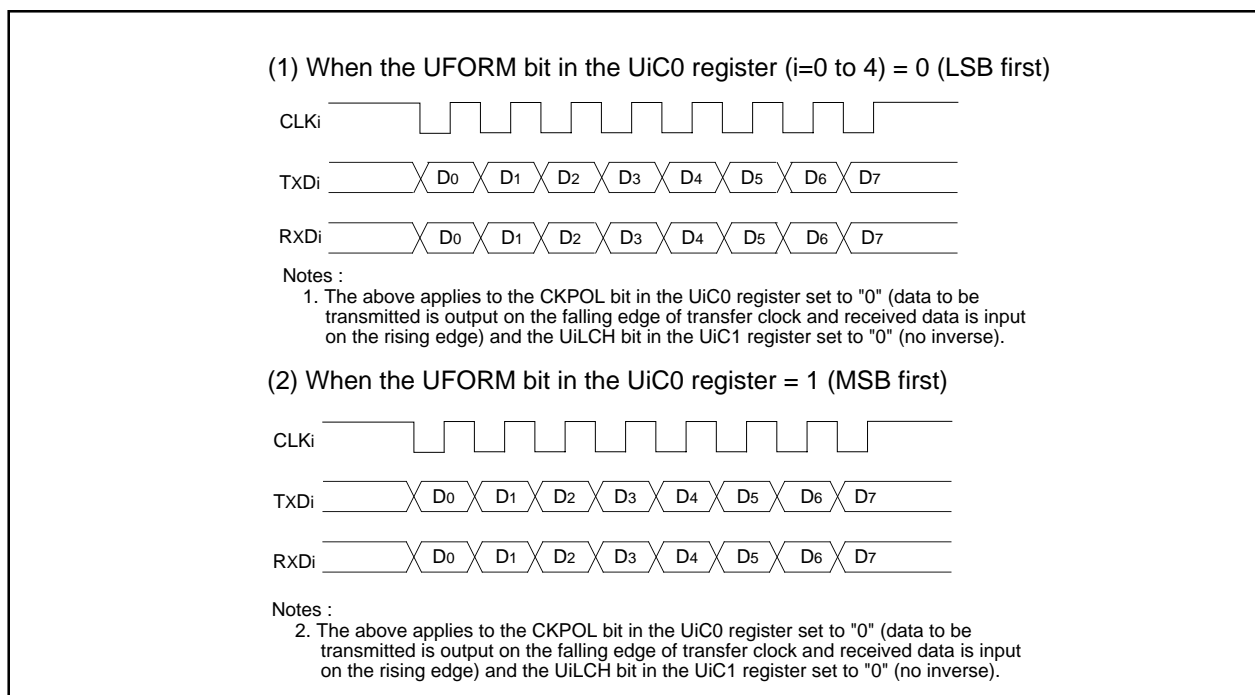 (1) When the UFORM bit in the UiC0 register (i=0 to 4) = 0 (LSB first)
CLKi
TXDi D0 D1 D2 D3 D4 D5 D6 D7
RXDi D0 D1 D2 D3 D4 D5 D6 D7
Notes :
1. The above applies to the CKPOL bit in the UiC0 register set to "0" (data to be
transmitted is output on the falling edge of transfer clock and received data is input
on the rising edge) and the UiLCH bit in the UiC1 register set to "0" (no inverse).
(2) When the UFORM bit in the UiC0 register = 1 (MSB first)
CLKi
TXDi D0 D1 D2 D3 D4 D5 D6 D7
RXDi D0 D1 D2 D3 D4 D5 D6 D7
Notes :
2. The above applies to the CKPOL bit in the UiC0 register set to "0" (data to be
transmitted is output on the falling edge of transfer clock and received data is input
on the rising edge) and the UiLCH bit in the UiC1 register set to "0" (no inverse).